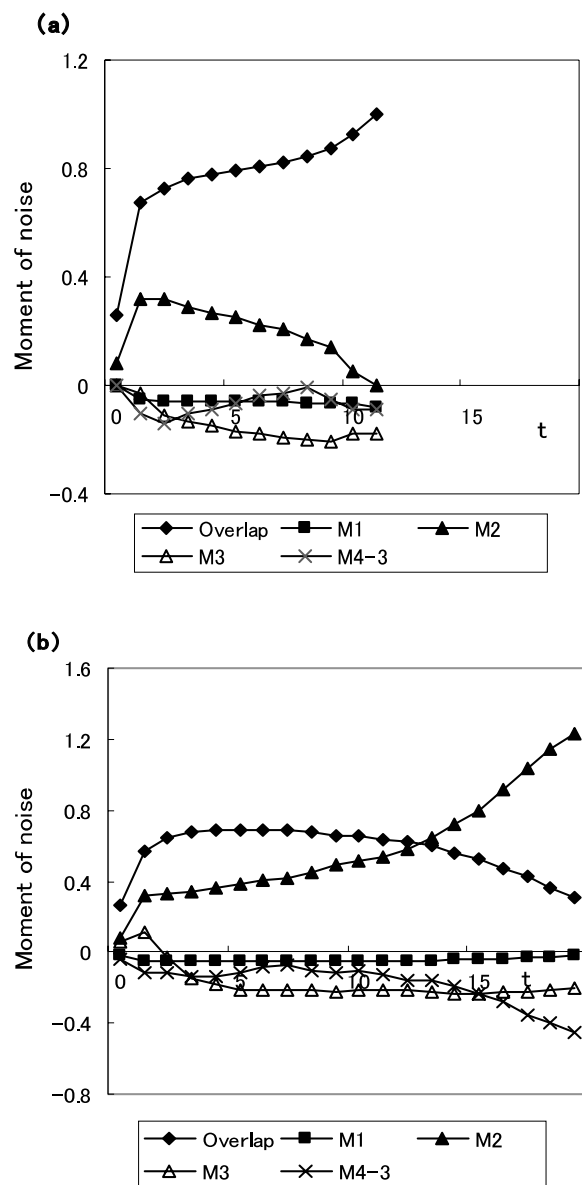 (a)
1.2
0.8
0.4
0
-0.4
Moment of noise
0 5 10 15
t
Overlap M1 M2
M3 M4-3
(b)
1.6
1.2
0.8
0.4
0
-0.4
-0.8
Moment of noise
0 5 10 15 t
Overlap M1 M2
M3 M4-3